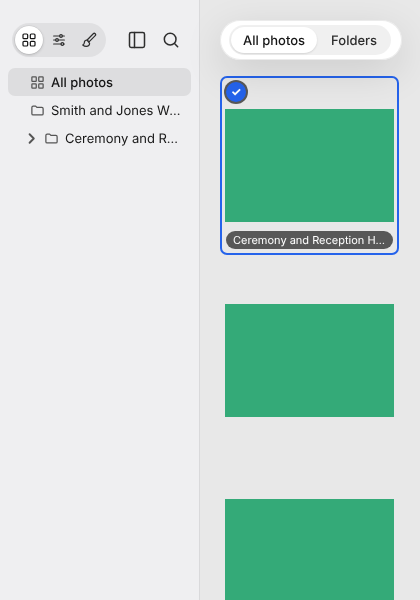 All photos
Smith and Jones W...
Ceremony and R...
All photos
Folders
Ceremony and Reception H...